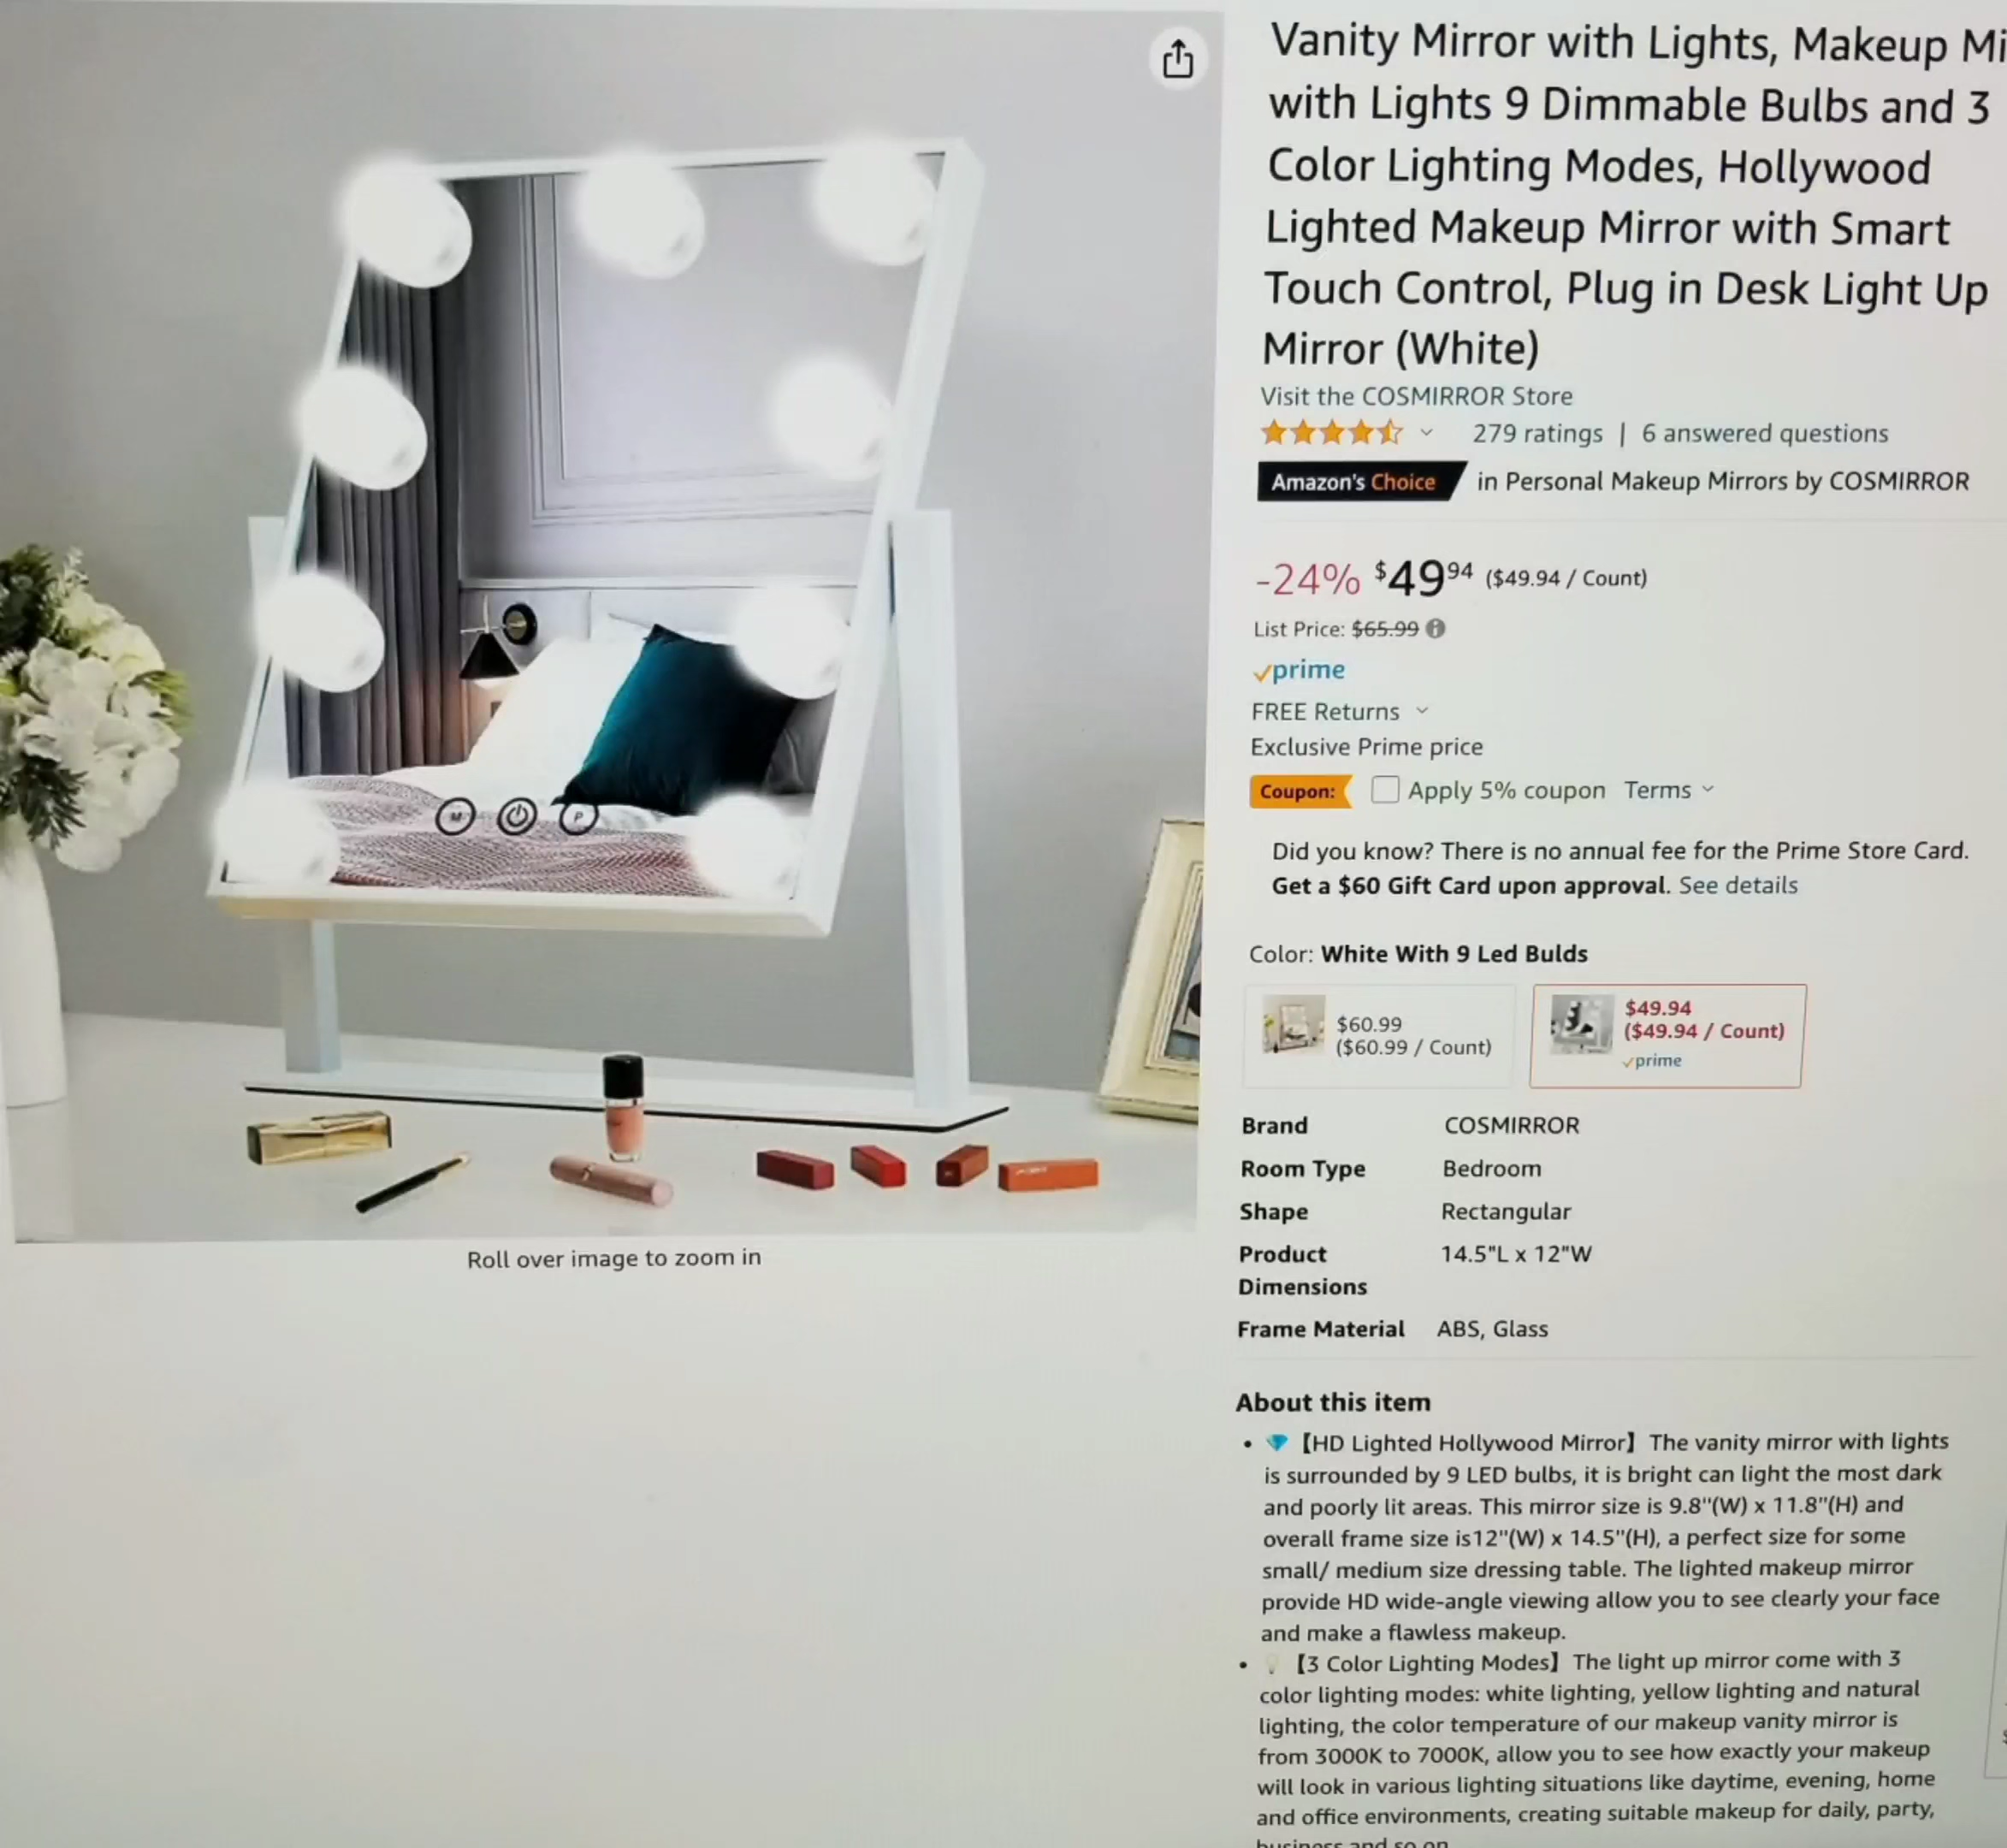 Vanity Mirror with Lights, Makeup Mi
with Lights 9 Dimmable Bulbs and 3
Color Lighting Modes, Hollywood
Lighted Makeup Mirror with Smart
Touch Control, Plug in Desk Light Up
Mirror (White)
Visit the COSMIRROR Store
279 ratings | 6 answered questions
Amazon's Choice in Personal Makeup Mirrors by COSMIRROR
-24% $49⁹⁴ ($49.94 / Count)
List Price: $65.99
prime
FREE Returns
Exclusive Prime price
Coupon: Apply 5% coupon Terms
Did you know? There is no annual fee for the Prime Store Card.
Get a $60 Gift Card upon approval. See details
Color: White With 9 Led Bulds
$60.99
($60.99 / Count)
$49.94
($49.94 / Count)
prime
Brand COSMIRROR
Room Type Bedroom
Shape Rectangular
Product Dimensions 14.5"L x 12"W
Frame Material ABS, Glass
M P
Roll over image to zoom in
About this item
• 【HD Lighted Hollywood Mirror】The vanity mirror with lights
is surrounded by 9 LED bulbs, it is bright can light the most dark
and poorly lit areas. This mirror size is 9.8''(W) x 11.8''(H) and
overall frame size is12''(W) x 14.5''(H), a perfect size for some
small/ medium size dressing table. The lighted makeup mirror
provide HD wide-angle viewing allow you to see clearly your face
and make a flawless makeup.
• 【3 Color Lighting Modes】The light up mirror come with 3
color lighting modes: white lighting, yellow lighting and natural
lighting, the color temperature of our makeup vanity mirror is
from 3000K to 7000K, allow you to see how exactly your makeup
will look in various lighting situations like daytime, evening, home
and office environments, creating suitable makeup for daily, party,
business and so on